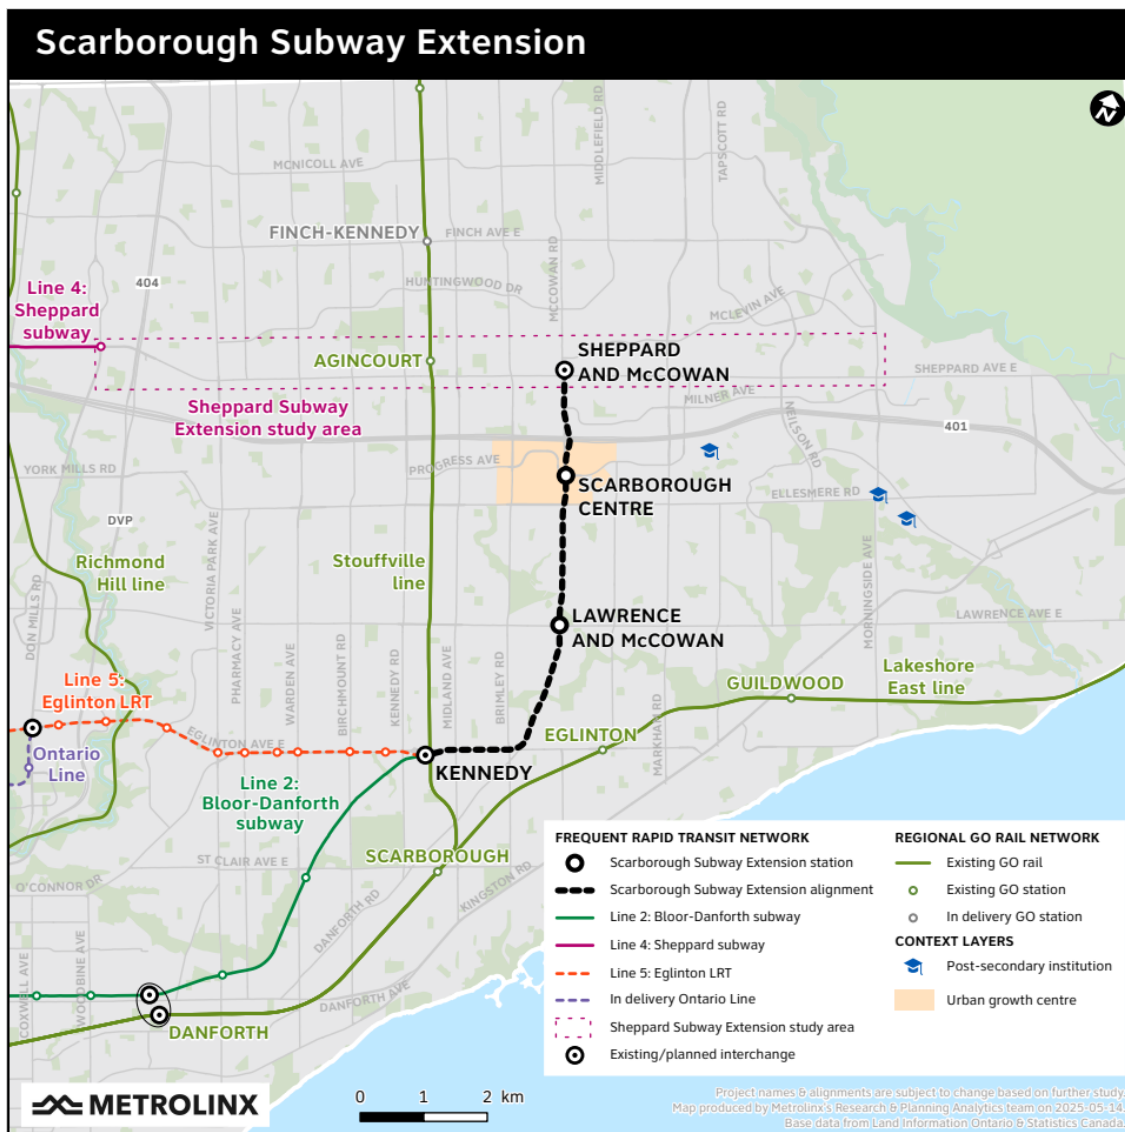 Scarborough Subway Extension
N
MIDDLEFIELD RD
TAPSCOTT RD
MCNICOLL AVE
FINCH-KENNEDY
FINCH AVE E
MCCOWAN RD
404
Line 4:
Sheppard
subway
HUNTINGWOOD DR
MCLEVIN AVE
AGINCOURT
SHEPPARD
AND McCOWAN
SHEPPARD AVE E
Sheppard Subway
Extension study area
MILNER AVE
NEILSON RD
401
YORK MILLS RD
PROGRESS AVE
SCARBOROUGH
CENTRE
ELLESMERE RD
DVP
VICTORIA PARK AVE
Richmond
Hill line
Stouffville
line
DON MILLS RD
MORNINGSIDE AVE
LAWRENCE
AND McCOWAN
LAWRENCE AVE E
PHARMACY AVE
WARDEN AVE
BIRCHMOUNT RD
KENNEDY RD
MIDLAND AVE
BRIMLEY RD
MARKHAM RD
Line 5:
Eglinton LRT
GUILDWOOD
Lakeshore
East line
EGLINTON AVE E
EGLINTON
Ontario
Line
KENNEDY
Line 2:
Bloor-Danforth
subway
ST CLAIR AVE E
SCARBOROUGH
O'CONNOR DR
KINGSTON RD
DANFORTH RD
COXWELL AVE
WOODBINE AVE
DANFORTH AVE
DANFORTH
FREQUENT RAPID TRANSIT NETWORK
Scarborough Subway Extension station
Scarborough Subway Extension alignment
Line 2: Bloor-Danforth subway
Line 4: Sheppard subway
Line 5: Eglinton LRT
In delivery Ontario Line
Sheppard Subway Extension study area
Existing/planned interchange
REGIONAL GO RAIL NETWORK
Existing GO rail
Existing GO station
In delivery GO station
CONTEXT LAYERS
Post-secondary institution
Urban growth centre
METROLINX
0 1 2 km
Project names & alignments are subject to change based on further study.
Map produced by Metrolinx's Research & Planning Analytics team on 2025-05-14.
Base data from Land Information Ontario & Statistics Canada.